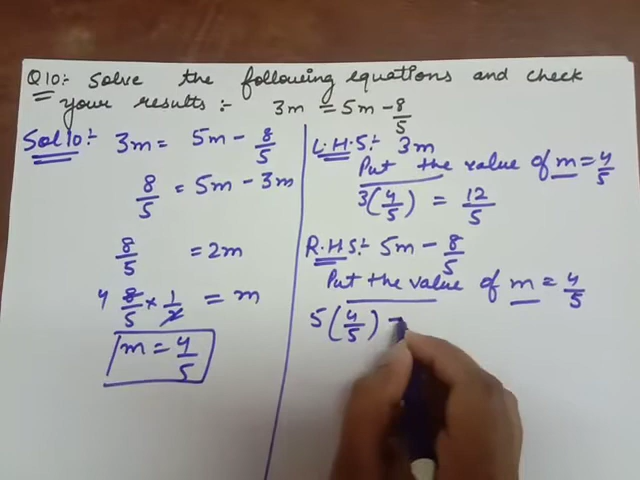 Q10:- Solve the following equations and check
your results :- 3m = 5m - 8/5
Sol10:- 3m = 5m - 8/5
8/5 = 5m - 3m
8/5 = 2m
4 8/5 × 1/2 = m
m = 4/5
L.H.S:- 3m
Put the value of m = 4/5
3(4/5) = 12/5
R.H.S:- 5m - 8/5
Put the value of m = 4/5
5(4/5) -